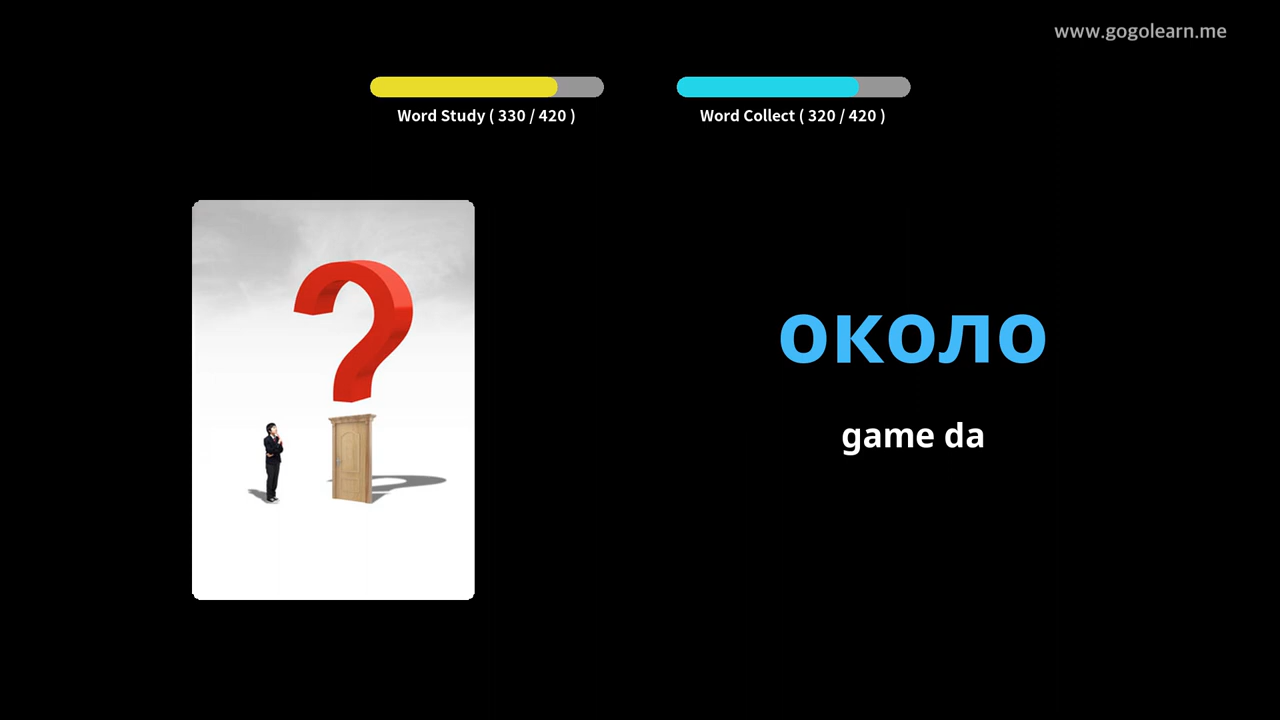 www.gogolearn.me
Word Study ( 330 / 420 )
Word Collect ( 320 / 420 )
около
game da